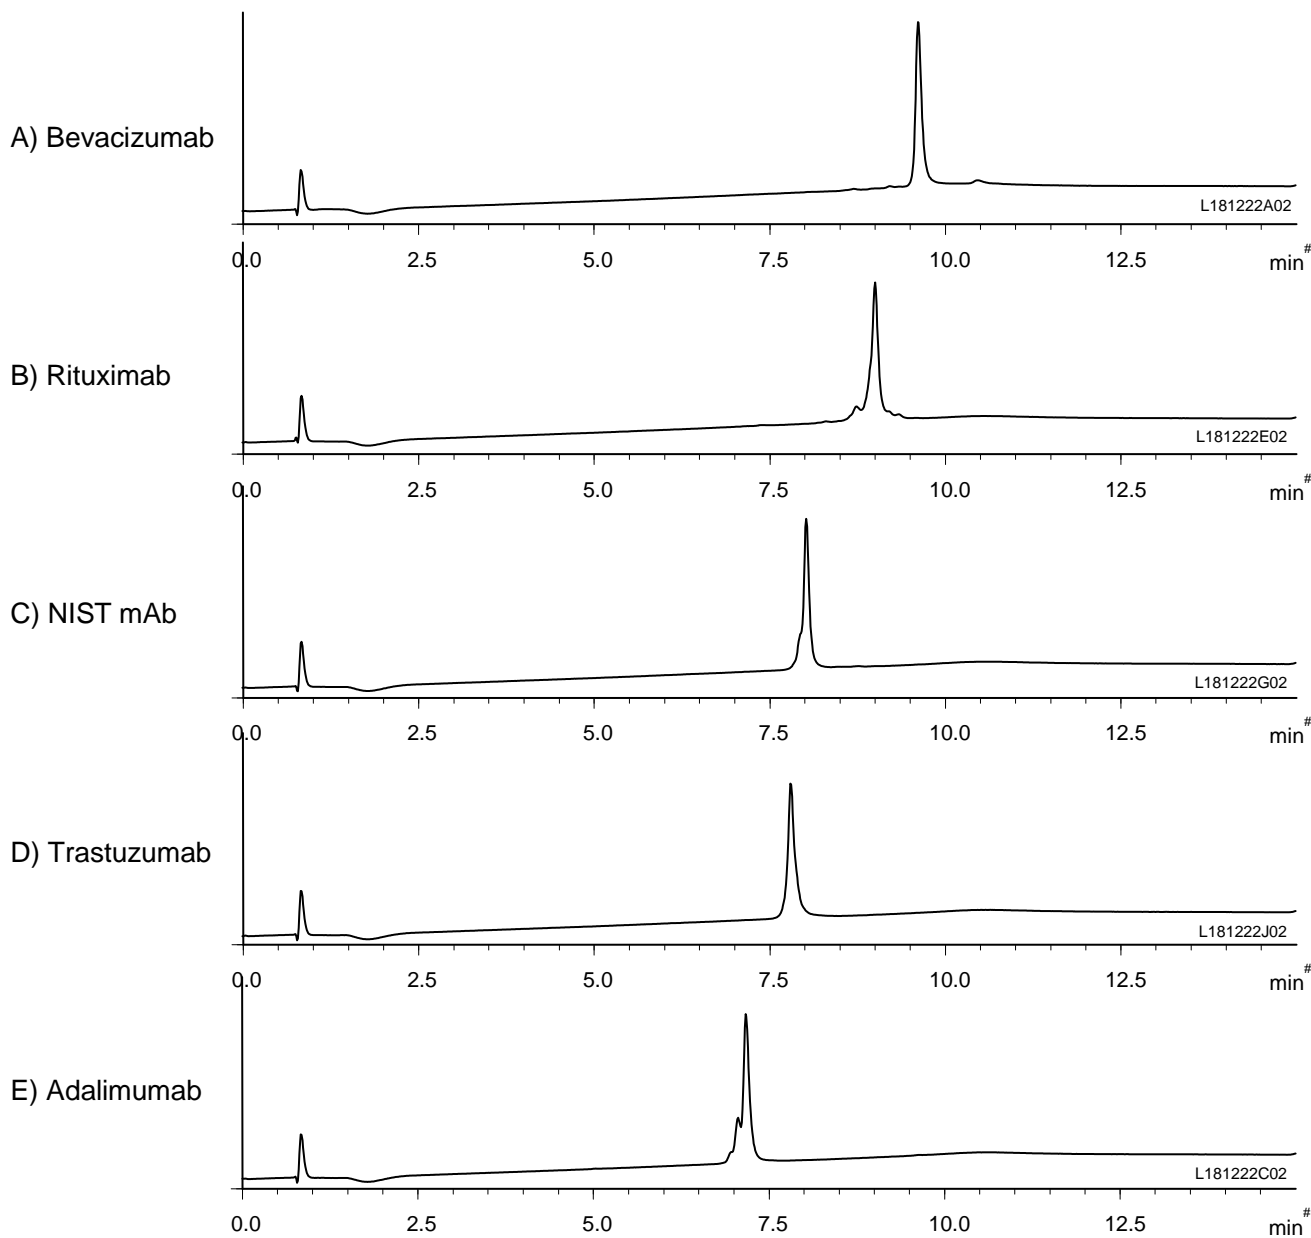 A) Bevacizumab
L181222A02
0.0 2.5 5.0 7.5 10.0 12.5 min#
B) Rituximab
L181222E02
0.0 2.5 5.0 7.5 10.0 12.5 min#
C) NIST mAb
L181222G02
0.0 2.5 5.0 7.5 10.0 12.5 min#
D) Trastuzumab
L181222J02
0.0 2.5 5.0 7.5 10.0 12.5 min#
E) Adalimumab
L181222C02
0.0 2.5 5.0 7.5 10.0 12.5 min#